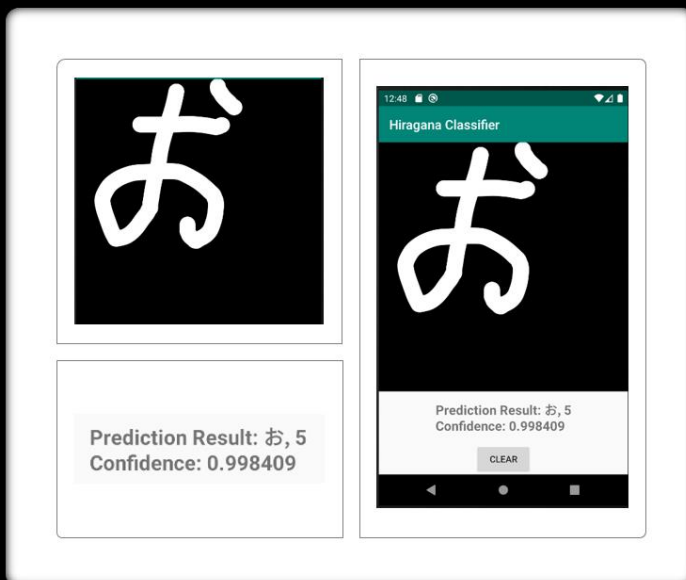 お
Prediction Result: お, 5
Confidence: 0.998409
12:48
Hiragana Classifier
お
Prediction Result: お, 5
Confidence: 0.998409
CLEAR